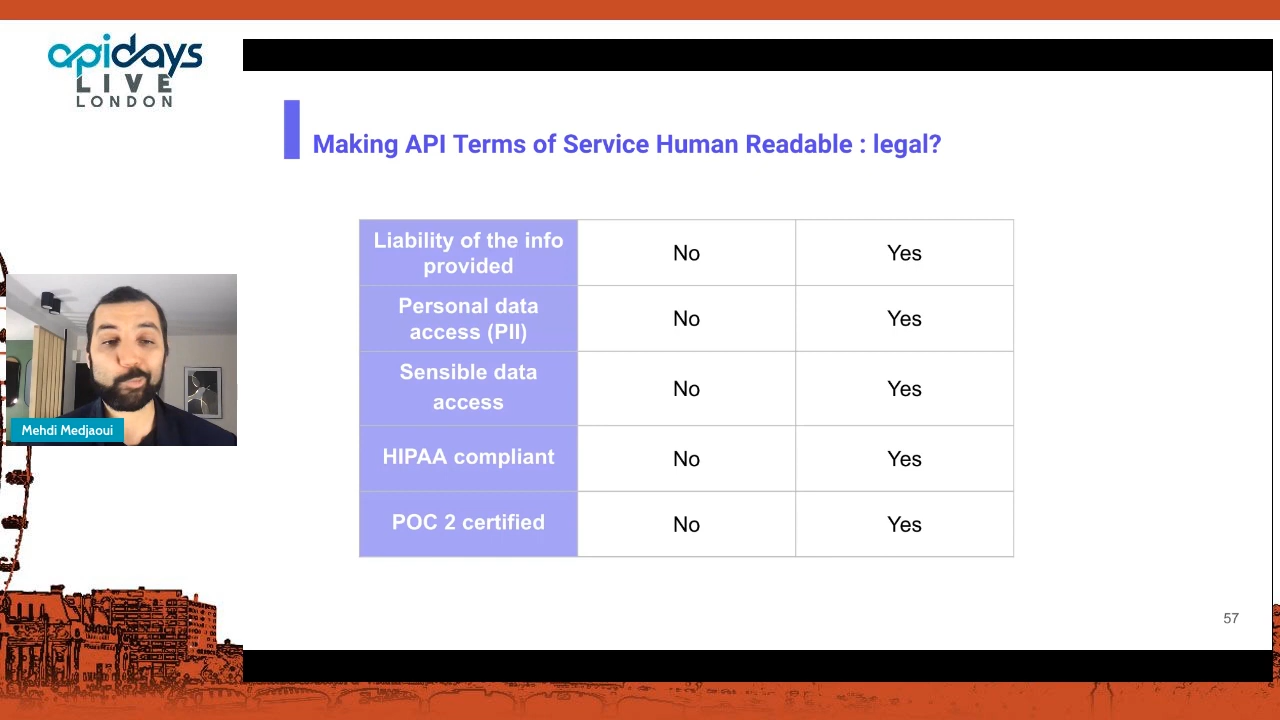 apidays
LIVE
LONDON
Making API Terms of Service Human Readable : legal?
Liability of the info
provided
No
Yes
Personal data
access (PII)
No
Yes
Sensible data
access
No
Yes
HIPAA compliant
No
Yes
POC 2 certified
No
Yes
Mehdi Medjaoui
57